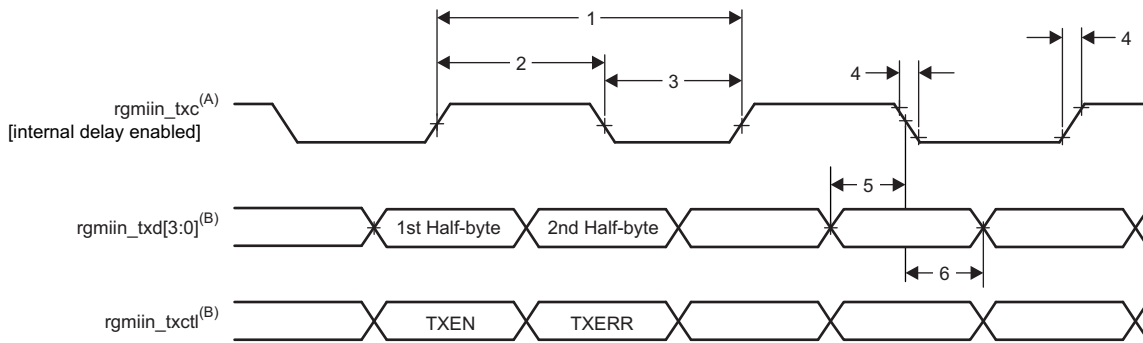 1
2
3
4
4
rgmiin_txc(A)
[internal delay enabled]
5
rgmiin_txd[3:0](B)
1st Half-byte
2nd Half-byte
6
rgmiin_txctl(B)
TXEN
TXERR